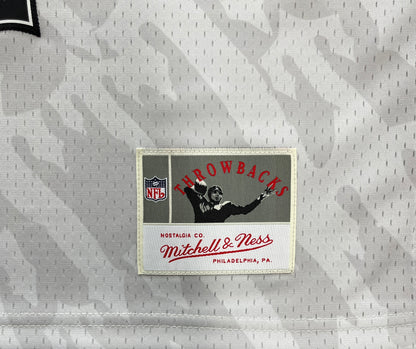 THROWBACKS
NFL
NOSTALGIA CO.
Mitchell & Ness
PHILADELPHIA, PA.